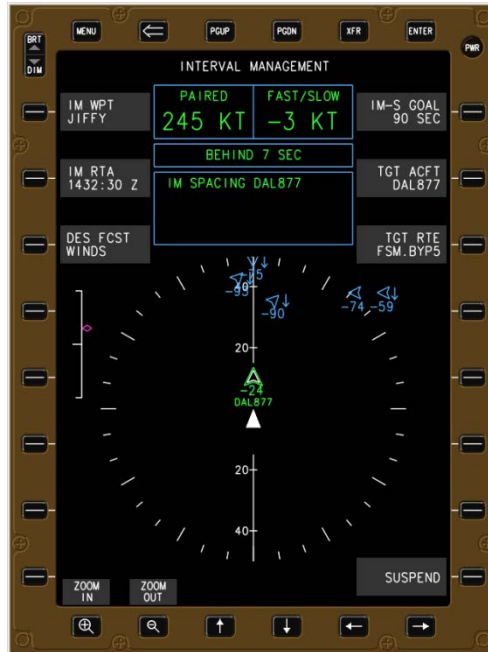 BRT
DIM
MENU
PGUP
PGDN
XFR
ENTER
PWR
INTERVAL MANAGEMENT
IM WPT
JIFFY
PAIRED
245 KT
FAST/SLOW
-3 KT
IM-S GOAL
90 SEC
BEHIND 7 SEC
IM RTA
1432:30 Z
IM SPACING DAL877
TGT ACFT
DAL877
DES FCST
WINDS
TGT RTE
FSM.BYP5
40
-90
-74
-59
20
-24
DAL877
20
40
SUSPEND
ZOOM
IN
ZOOM
OUT